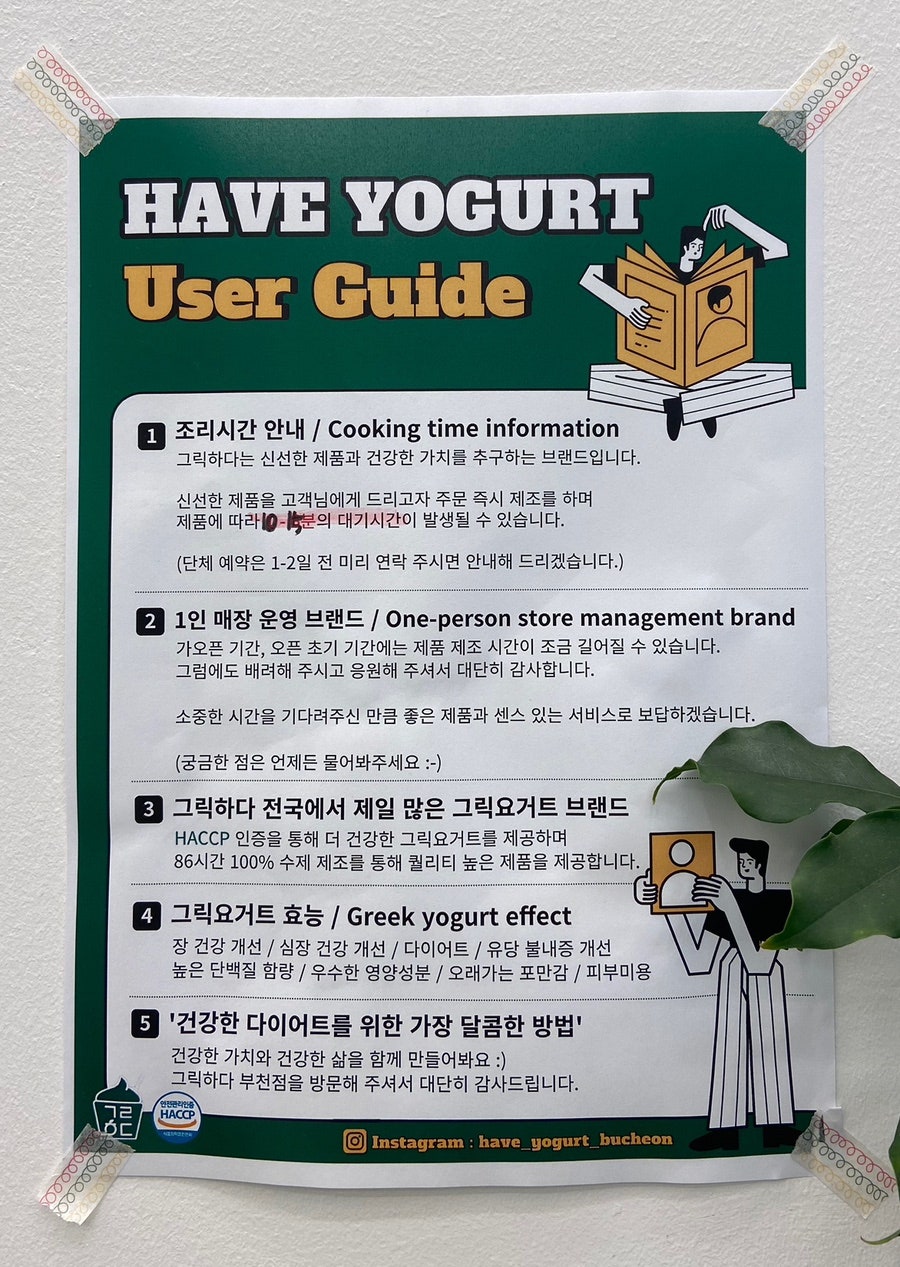 HAVE YOGURT
User Guide
1 조리시간 안내 / Cooking time information
그릭하다는 신선한 제품과 건강한 가치를 추구하는 브랜드입니다.
신선한 제품을 고객님에게 드리고자 주문 즉시 제조를 하며
제품에 따라 10-15분의 대기시간이 발생될 수 있습니다.
(단체 예약은 1-2일 전 미리 연락 주시면 안내해 드리겠습니다.)
2 1인 매장 운영 브랜드 / One-person store management brand
가오픈 기간, 오픈 초기 기간에는 제품 제조 시간이 조금 길어질 수 있습니다.
그럼에도 배려해 주시고 응원해 주셔서 대단히 감사합니다.
소중한 시간을 기다려주신 만큼 좋은 제품과 센스 있는 서비스로 보답하겠습니다.
(궁금한 점은 언제든 물어봐주세요 :-)
3 그릭하다 전국에서 제일 많은 그릭요거트 브랜드
HACCP 인증을 통해 더 건강한 그릭요거트를 제공하며
86시간 100% 수제 제조를 통해 퀄리티 높은 제품을 제공합니다.
4 그릭요거트 효능 / Greek yogurt effect
장 건강 개선 / 심장 건강 개선 / 다이어트 / 유당 불내증 개선
높은 단백질 함량 / 우수한 영양성분 / 오래가는 포만감 / 피부미용
5 '건강한 다이어트를 위한 가장 달콤한 방법'
건강한 가치와 건강한 삶을 함께 만들어봐요 :)
그릭하다 부천점을 방문해 주셔서 대단히 감사드립니다.
ㄱㄹ
ㅎㄷ
안전관리인증
HACCP
Instagram : have_yogurt_bucheon